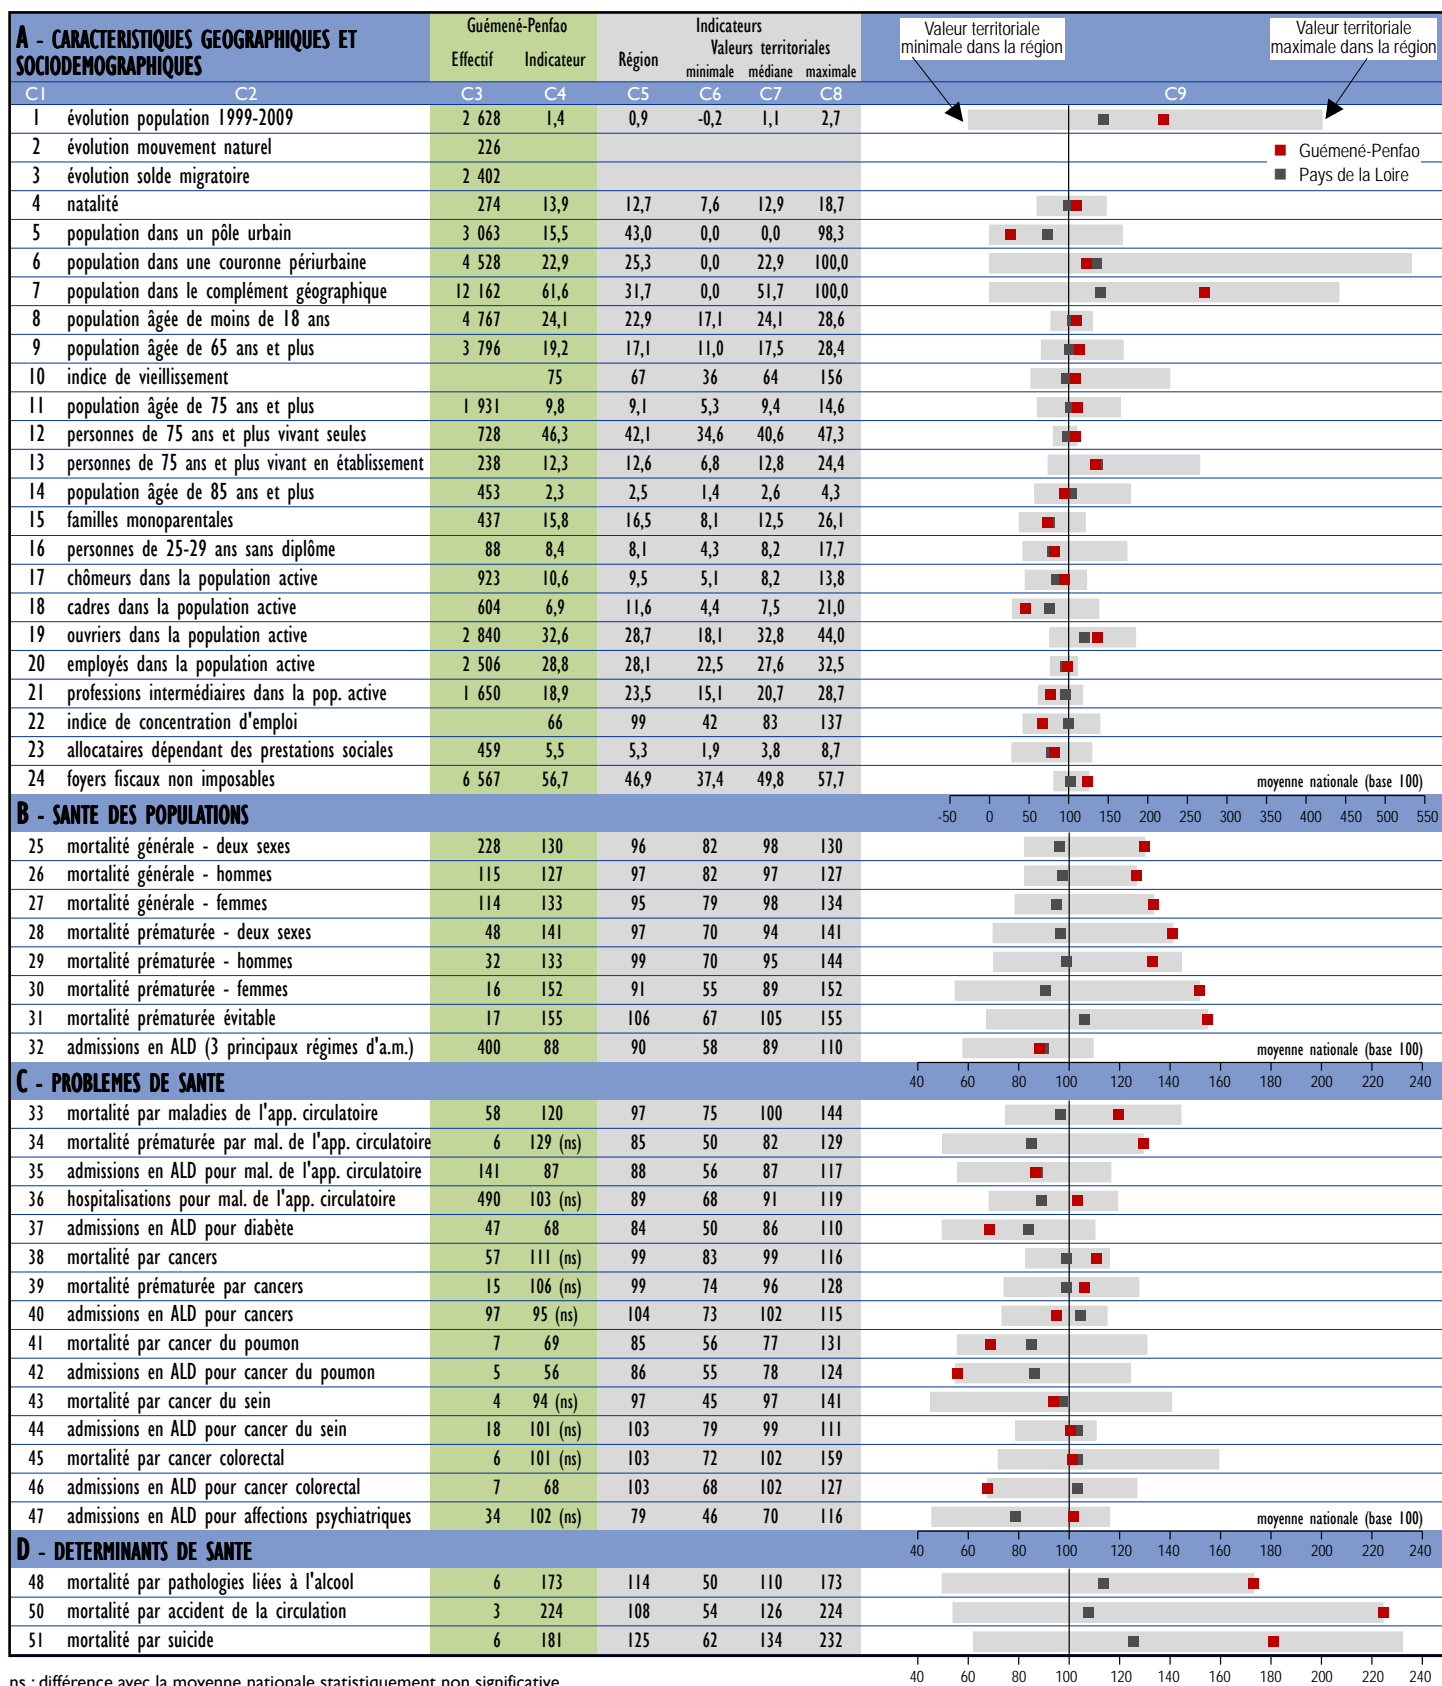 A - CARACTERISTIQUES GEOGRAPHIQUES ET SOCIODEMOGRAPHIQUES
Guémené-Penfao
Effectif Indicateur
Indicateurs
Région Valeurs territoriales
minimale médiane maxmale
Valeur territoriale
minimale dans la région
Valeur territoriale
maximale dans la région
C1 C2 C3 C4 C5 C6 C7 C8 C9
1 évolution population 1999-2009 2 628 1,4 0,9 -0,2 1,1 2,7
2 évolution mouvement naturel 226
3 évolution solde migratoire 2 402
Guémené-Penfao
Pays de la Loire
4 natalité 274 13,9 12,7 7,6 12,9 18,7
5 population dans un pôle urbain 3 063 15,5 43,0 0,0 0,0 98,3
6 population dans une couronne périurbaine 4 528 22,9 25,3 0,0 22,9 100,0
7 population dans le complément géographique 12 162 61,6 31,7 0,0 51,7 100,0
8 population âgée de moins de 18 ans 4 767 24,1 22,9 17,1 24,1 28,6
9 population âgée de 65 ans et plus 3 796 19,2 17,1 11,0 17,5 28,4
10 indice de vieillissement 75 67 36 64 156
11 population âgée de 75 ans et plus 1 931 9,8 9,1 5,3 9,4 14,6
12 personnes de 75 ans et plus vivant seules 728 46,3 42,1 34,6 40,6 47,3
13 personnes de 75 ans et plus vivant en établissement 238 12,3 12,6 6,8 12,8 24,4
14 population âgée de 85 ans et plus 453 2,3 2,5 1,4 2,6 4,3
15 familles monoparentales 437 15,8 16,5 8,1 12,5 26,1
16 personnes de 25-29 ans sans diplôme 88 8,4 8,1 4,3 8,2 17,7
17 chômeurs dans la population active 923 10,6 9,5 5,1 8,2 13,8
18 cadres dans la population active 604 6,9 11,6 4,4 7,5 21,0
19 ouvriers dans la population active 2 840 32,6 28,7 18,1 32,8 44,0
20 employés dans la population active 2 506 28,8 28,1 22,5 27,6 32,5
21 professions intermédiaires dans la pop. active 1 650 18,9 23,5 15,1 20,7 28,7
22 indice de concentration d'emploi 66 99 42 83 137
23 allocataires dépendant des prestations sociales 459 5,5 5,3 1,9 3,8 8,7
24 foyers fiscaux non imposables 6 567 56,7 46,9 37,4 49,8 57,7 moyenne nationale (base 100)
B - SANTE DES POPULATIONS
-50 0 50 100 150 200 250 300 350 400 450 500 550
25 mortalité générale - deux sexes 228 130 96 82 98 130
26 mortalité générale - hommes 115 127 97 82 97 127
27 mortalité générale - femmes 114 133 95 79 98 134
28 mortalité prématurée - deux sexes 48 141 97 70 94 141
29 mortalité prématurée - hommes 32 133 99 70 95 144
30 mortalité prématurée - femmes 16 152 91 55 89 152
31 mortalité prématurée évitable 17 155 106 67 105 155
32 admissions en ALD (3 principaux régimes d'a.m.) 400 88 90 58 89 110 moyenne nationale (base 100)
C - PROBLEMES DE SANTE
40 60 80 100 120 140 160 180 200 220 240
33 mortalité par maladies de l'app. circulatoire 58 120 97 75 100 144
34 mortalité prématurée par mal. de l'app. circulatoire 6 129 (ns) 85 50 82 129
35 admissions en ALD pour mal. de l'app. circulatoire 141 87 88 56 87 117
36 hospitalisations pour mal. de l'app. circulatoire 490 103 (ns) 89 68 91 119
37 admissions en ALD pour diabète 47 68 84 50 86 110
38 mortalité par cancers 57 111 (ns) 99 83 99 116
39 mortalité prématurée par cancers 15 106 (ns) 99 74 96 128
40 admissions en ALD pour cancers 97 95 (ns) 104 73 102 115
41 mortalité par cancer du poumon 7 69 85 56 77 131
42 admissions en ALD pour cancer du poumon 5 56 86 55 78 124
43 mortalité par cancer du sein 4 94 (ns) 97 45 97 141
44 admissions en ALD pour cancer du sein 18 101 (ns) 103 79 99 111
45 mortalité par cancer colorectal 6 101 (ns) 103 72 102 159
46 admissions en ALD pour cancer colorectal 7 68 103 68 102 127
47 admissions en ALD pour affections psychiatriques 34 102 (ns) 79 46 70 116 moyenne nationale (base 100)
D - DETERMINANTS DE SANTE
40 60 80 100 120 140 160 180 200 220 240
48 mortalité par pathologies liées à l'alcool 6 173 114 50 110 173
50 mortalité par accident de la circulation 3 224 108 54 126 224
51 mortalité par suicide 6 181 125 62 134 232
40 60 80 100 120 140 160 180 200 220 240
ns : différence avec la moyenne nationale statistiquement non significative